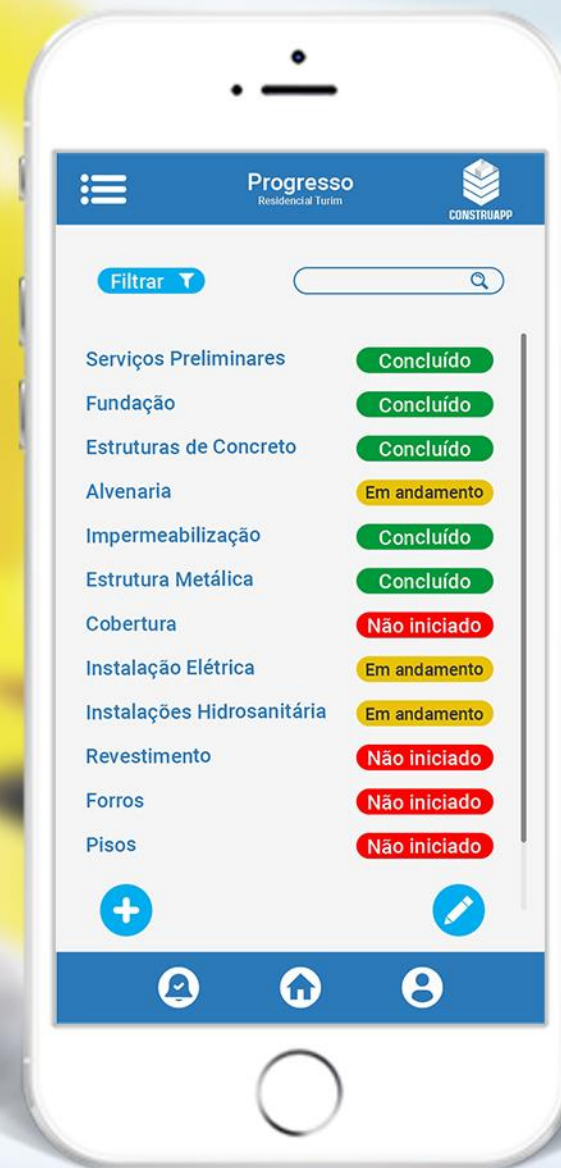 Progresso
Residencial Turim
CONSTRUAPP
Filtrar
Serviços Preliminares Concluído
Fundação Concluído
Estruturas de Concreto Concluído
Alvenaria Em andamento
Impermeabilização Concluído
Estrutura Metálica Concluído
Cobertura Não iniciado
Instalação Elétrica Em andamento
Instalações Hidrosanitária Em andamento
Revestimento Não iniciado
Forros Não iniciado
Pisos Não iniciado